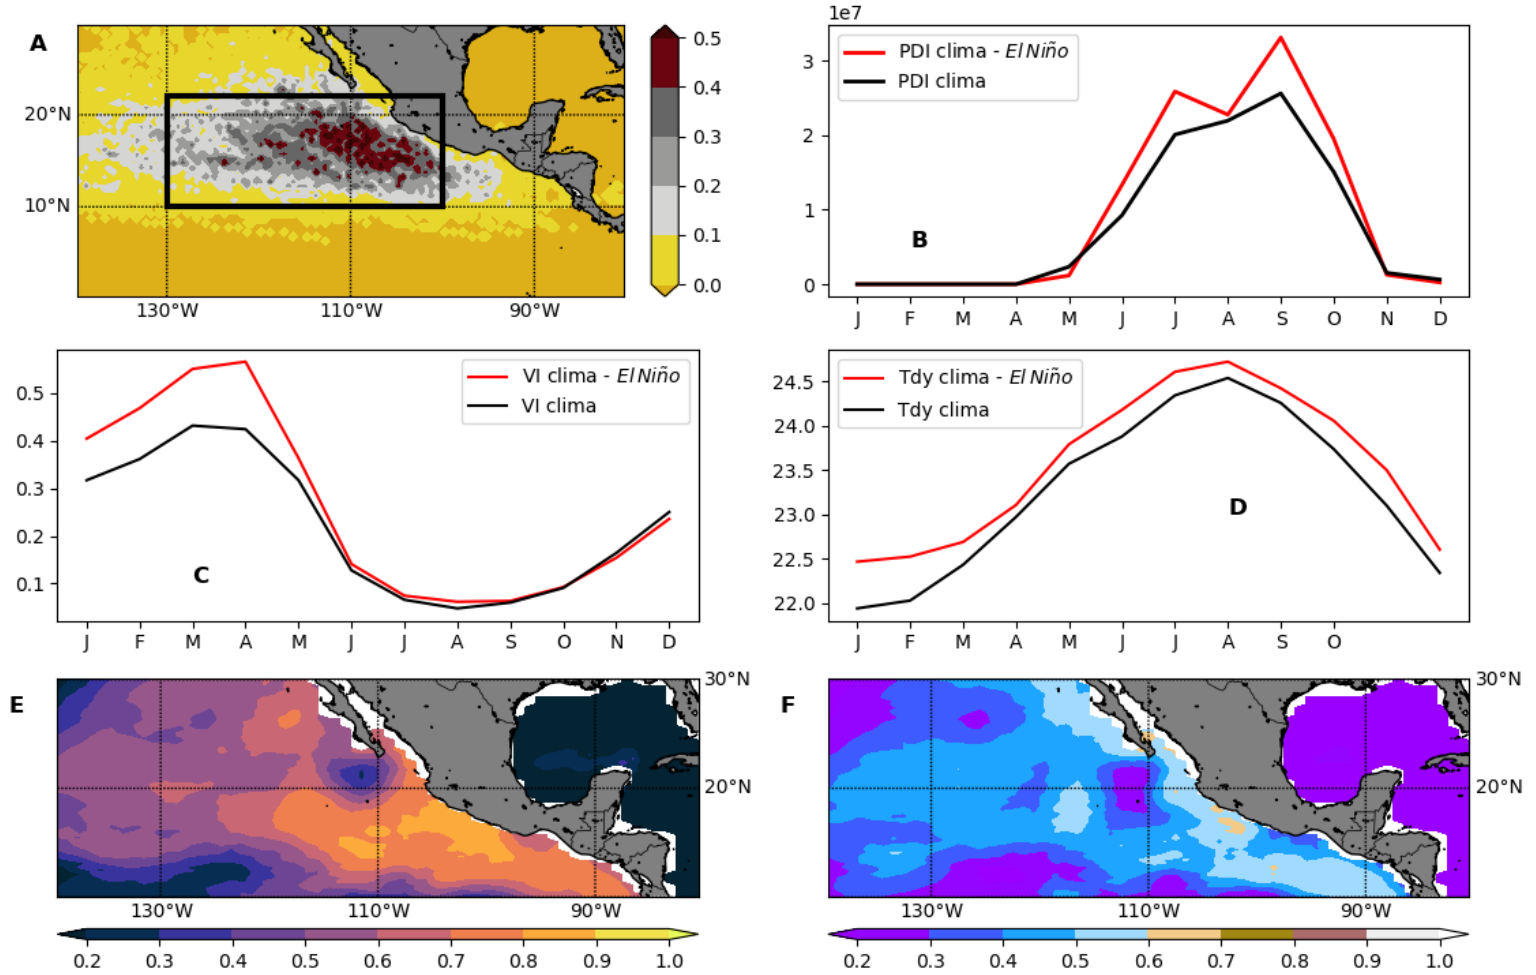 A
20°N
10°N
130°W 110°W 90°W
0.5
0.4
0.3
0.2
0.1
0.0
1e7
PDI clima - El Niño
PDI clima
3
2
1
0
B
J F M A M J J A S O N D
VI clima - El Niño
VI clima
0.5
0.4
0.3
0.2
0.1
C
J F M A M J J A S O N D
Tdy clima - El Niño
Tdy clima
24.5
24.0
23.5
23.0
22.5
22.0
D
J F M A M J J A S O
E
30°N
20°N
130°W 110°W 90°W
0.2 0.3 0.4 0.5 0.6 0.7 0.8 0.9 1.0
F
30°N
20°N
130°W 110°W 90°W
0.2 0.3 0.4 0.5 0.6 0.7 0.8 0.9 1.0